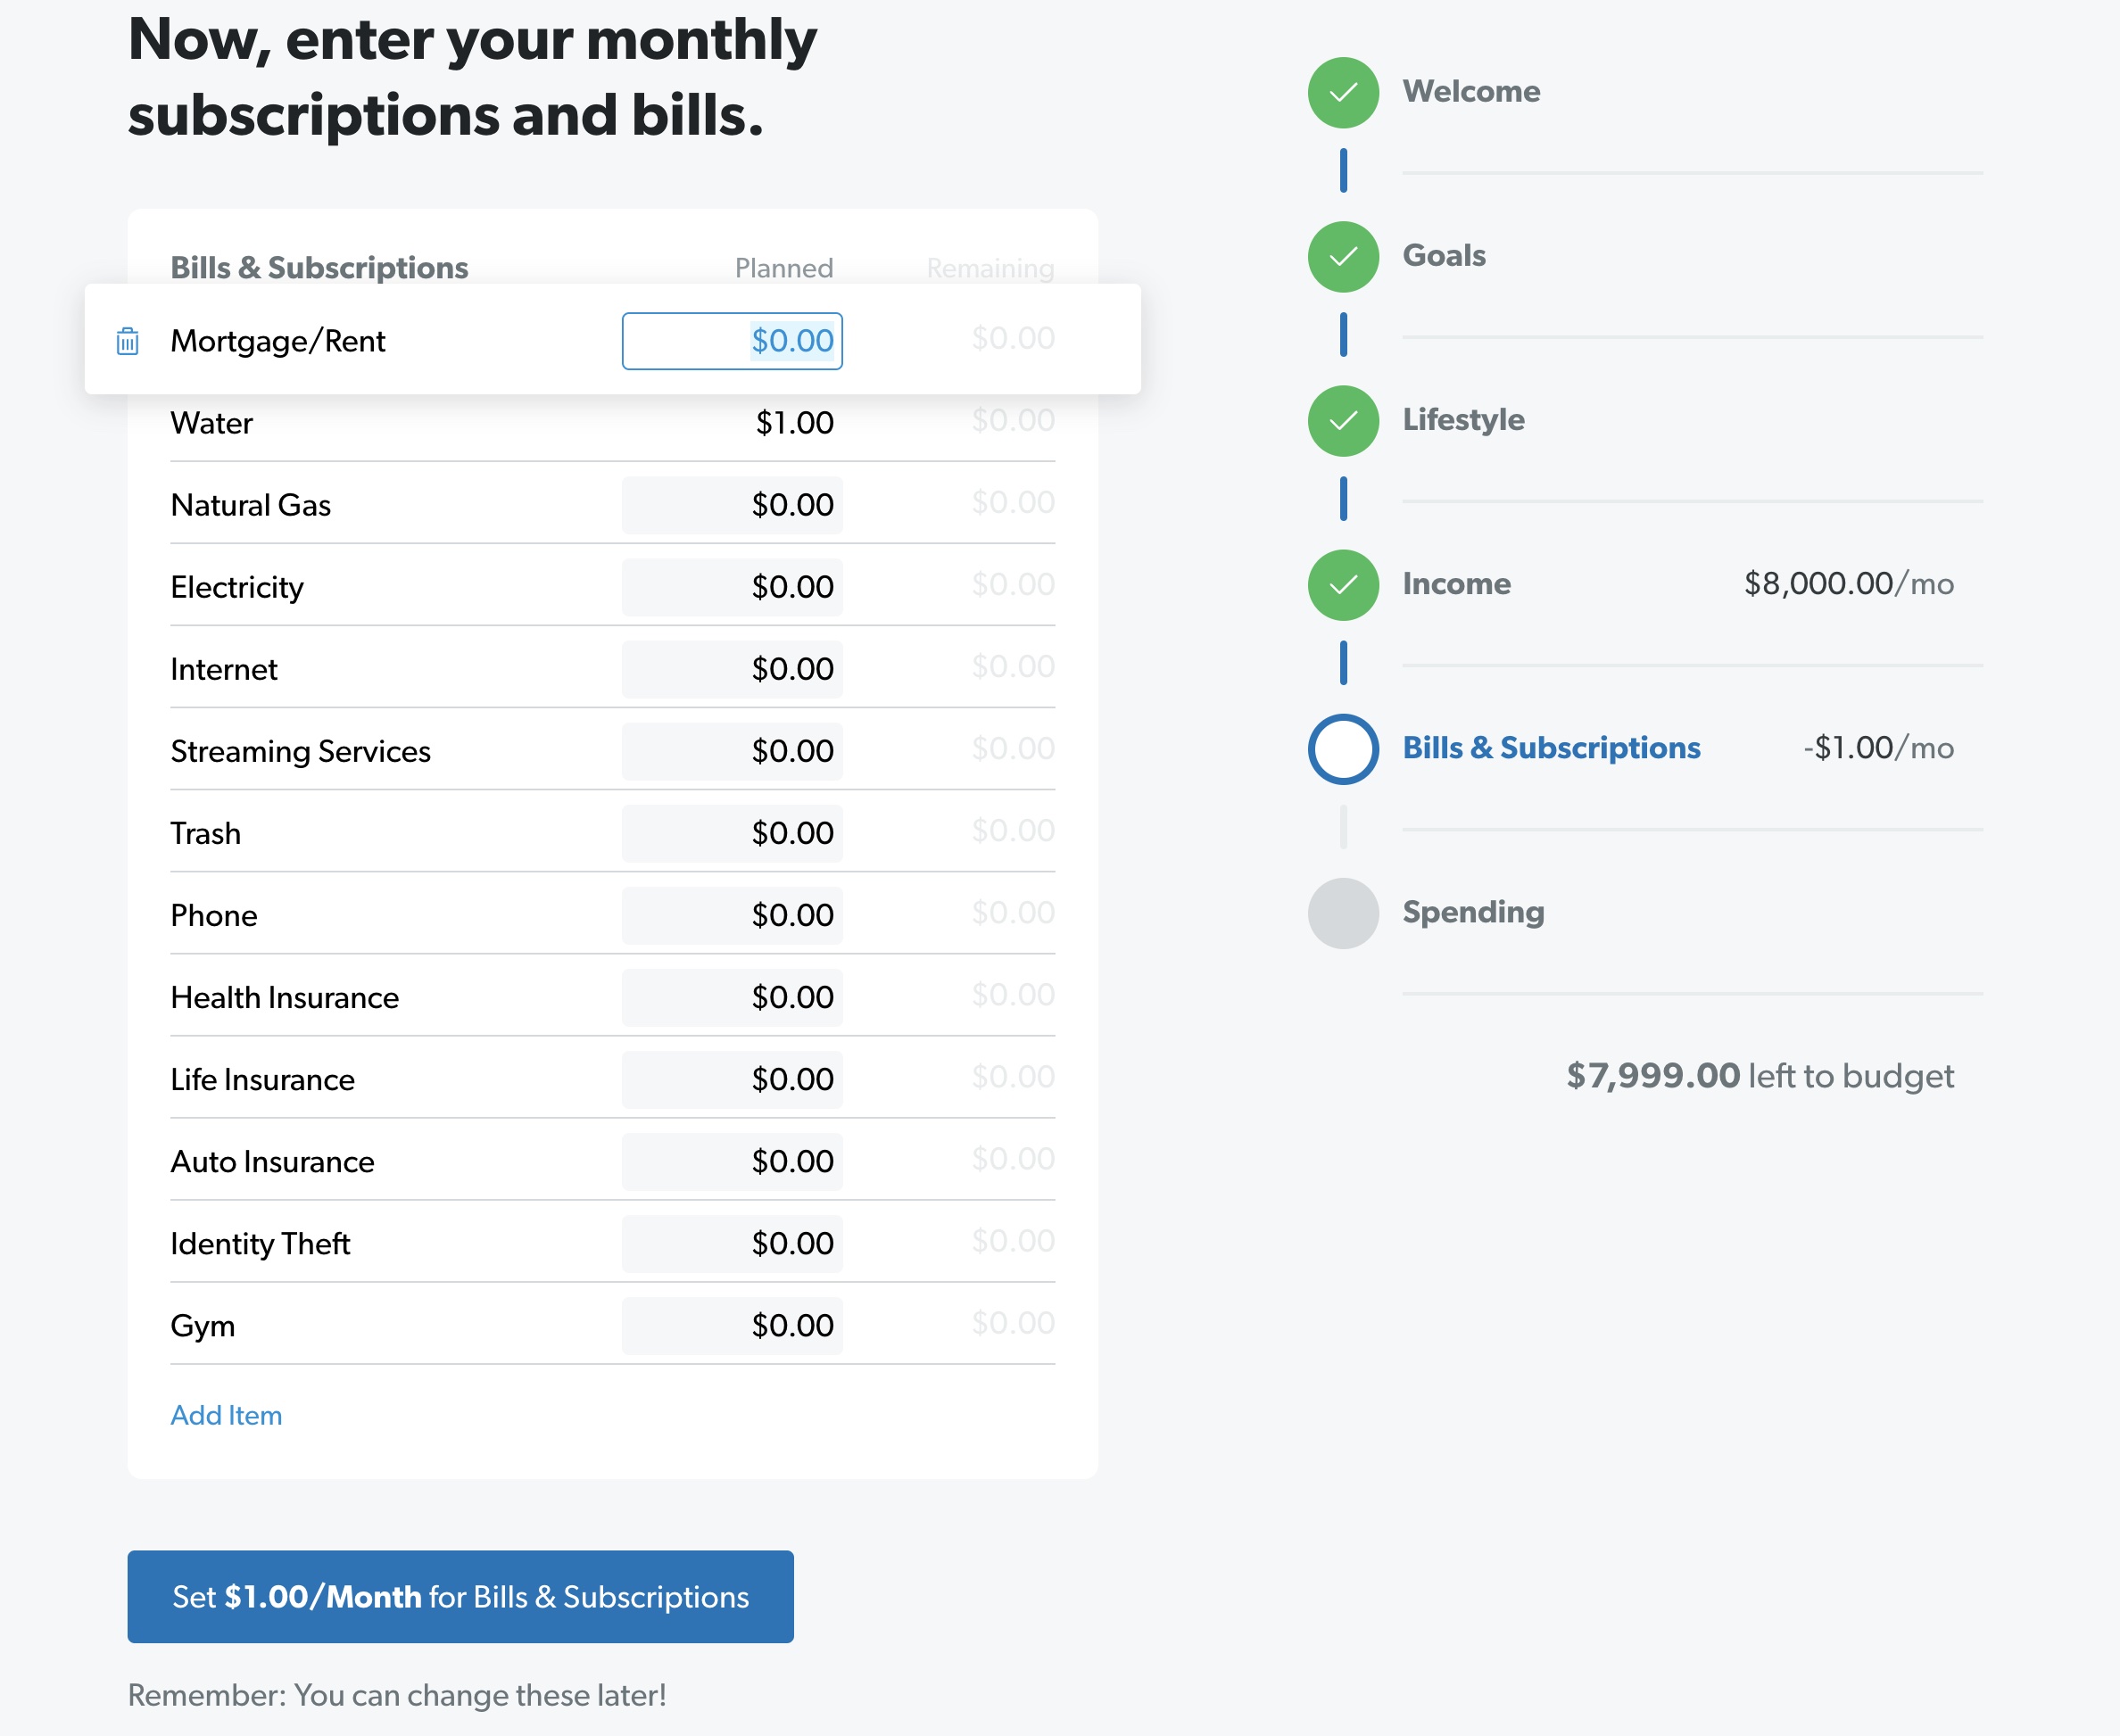 Now, enter your monthly
subscriptions and bills.
Bills & Subscriptions Planned Remaining
Mortgage/Rent $0.00 $0.00
Water $1.00 $0.00
Natural Gas $0.00 $0.00
Electricity $0.00 $0.00
Internet $0.00 $0.00
Streaming Services $0.00 $0.00
Trash $0.00 $0.00
Phone $0.00 $0.00
Health Insurance $0.00 $0.00
Life Insurance $0.00 $0.00
Auto Insurance $0.00 $0.00
Identity Theft $0.00 $0.00
Gym $0.00 $0.00
Add Item
Set $1.00/Month for Bills & Subscriptions
Remember: You can change these later!
Welcome
Goals
Lifestyle
Income $8,000.00/mo
Bills & Subscriptions -$1.00/mo
Spending
$7,999.00 left to budget